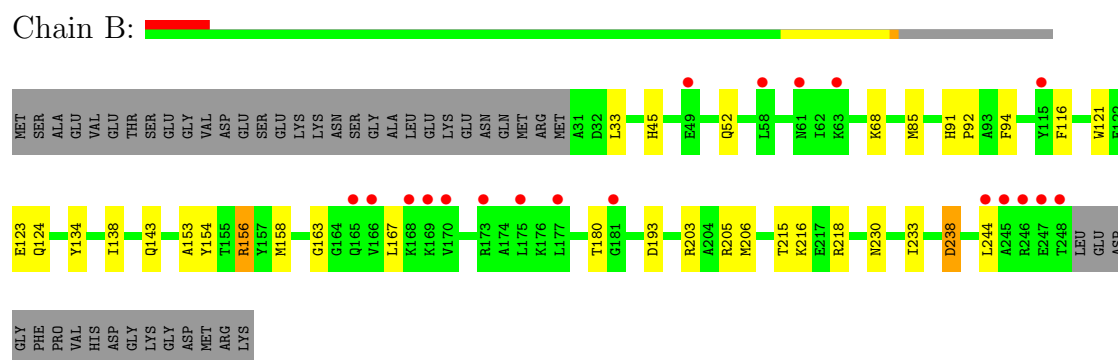 Chain B:
MET SER ALA GLU VAL GLU THR SER GLU GLY VAL ASP GLU SER GLU LYS LYS ASN SER GLY ALA LEU GLU LYS GLU ASN GLN MET ARG MET A31 D32 L33 H45 E49 Q52 L58 N61 I62 K63 K68 M85 H91 P92 A93 F94 Y115 F116 W121 E122
E123 Q124 Y134 I138 Q143 A153 Y154 T155 R156 Y157 M158 G163 G164 Q165 V166 L167 K168 K169 V170 R173 A174 L175 K176 L177 T180 G181 D193 R203 A204 R205 M206 T215 K216 E217 R218 N230 I233 D238 L244 A245 R246 E247 T248 LEU GLU ASP
GLY PHE PRO VAL HIS ASP GLY LYS GLY ASP MET ARG LYS